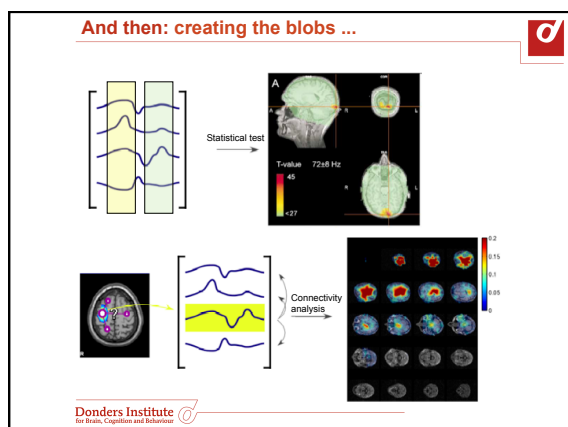 And then: creating the blobs ...
A
Statistical test
A
R
L
T-value 72±8 Hz
45
R
L
<27
0.2
0.15
0.1
0.05
0
Connectivity
analysis
?
Donders Institute
for Brain, Cognition and Behaviour